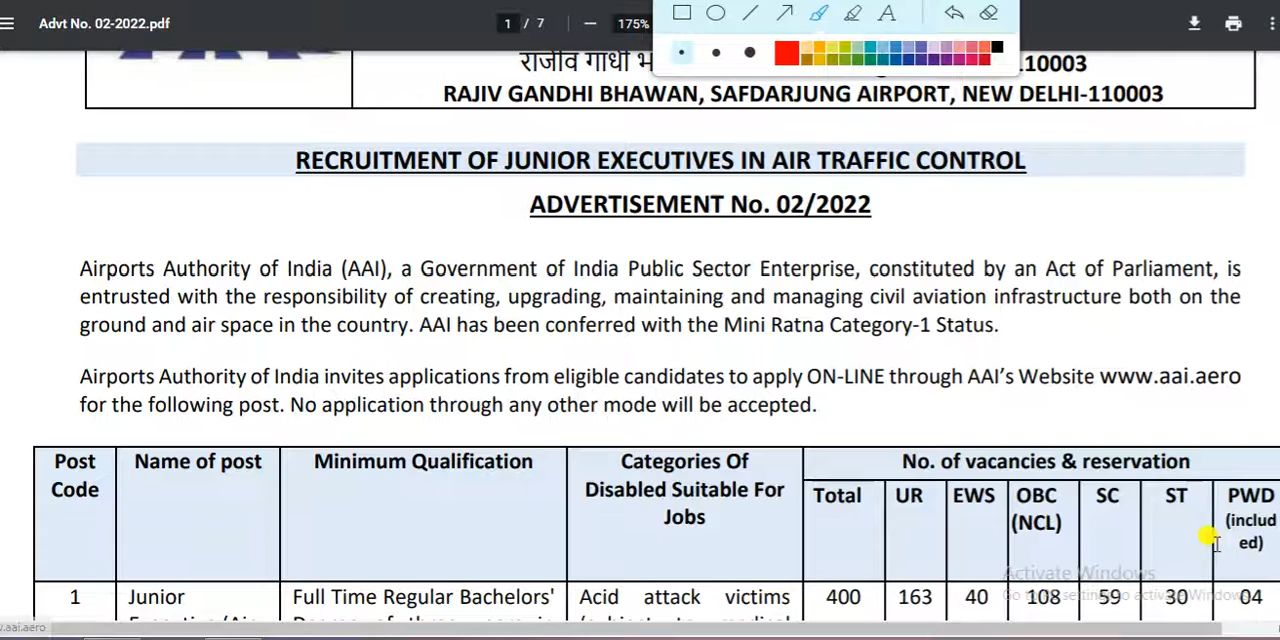 Advt No. 02-2022.pdf
1 / 7
175%
A
राजीव गांधी
.10003
RAJIV GANDHI BHAWAN, SAFDARJUNG AIRPORT, NEW DELHI-110003
RECRUITMENT OF JUNIOR EXECUTIVES IN AIR TRAFFIC CONTROL
ADVERTISEMENT No. 02/2022
Airports Authority of India (AAI), a Government of India Public Sector Enterprise, constituted by an Act of Parliament, is
entrusted with the responsibility of creating, upgrading, maintaining and managing civil aviation infrastructure both on the
ground and air space in the country. AAI has been conferred with the Mini Ratna Category-1 Status.
Airports Authority of India invites applications from eligible candidates to apply ON-LINE through AAI's Website www.aai.aero
for the following post. No application through any other mode will be accepted.
Post Code
Name of post
Minimum Qualification
Categories Of
Disabled Suitable For
Jobs
No. of vacancies & reservation
Total UR EWS OBC (NCL) SC ST PWD (includ ed)
Activate Windows
1 Junior Full Time Regular Bachelors' Acid attack victims 400 163 40 108 59 30 04
.aai.aero